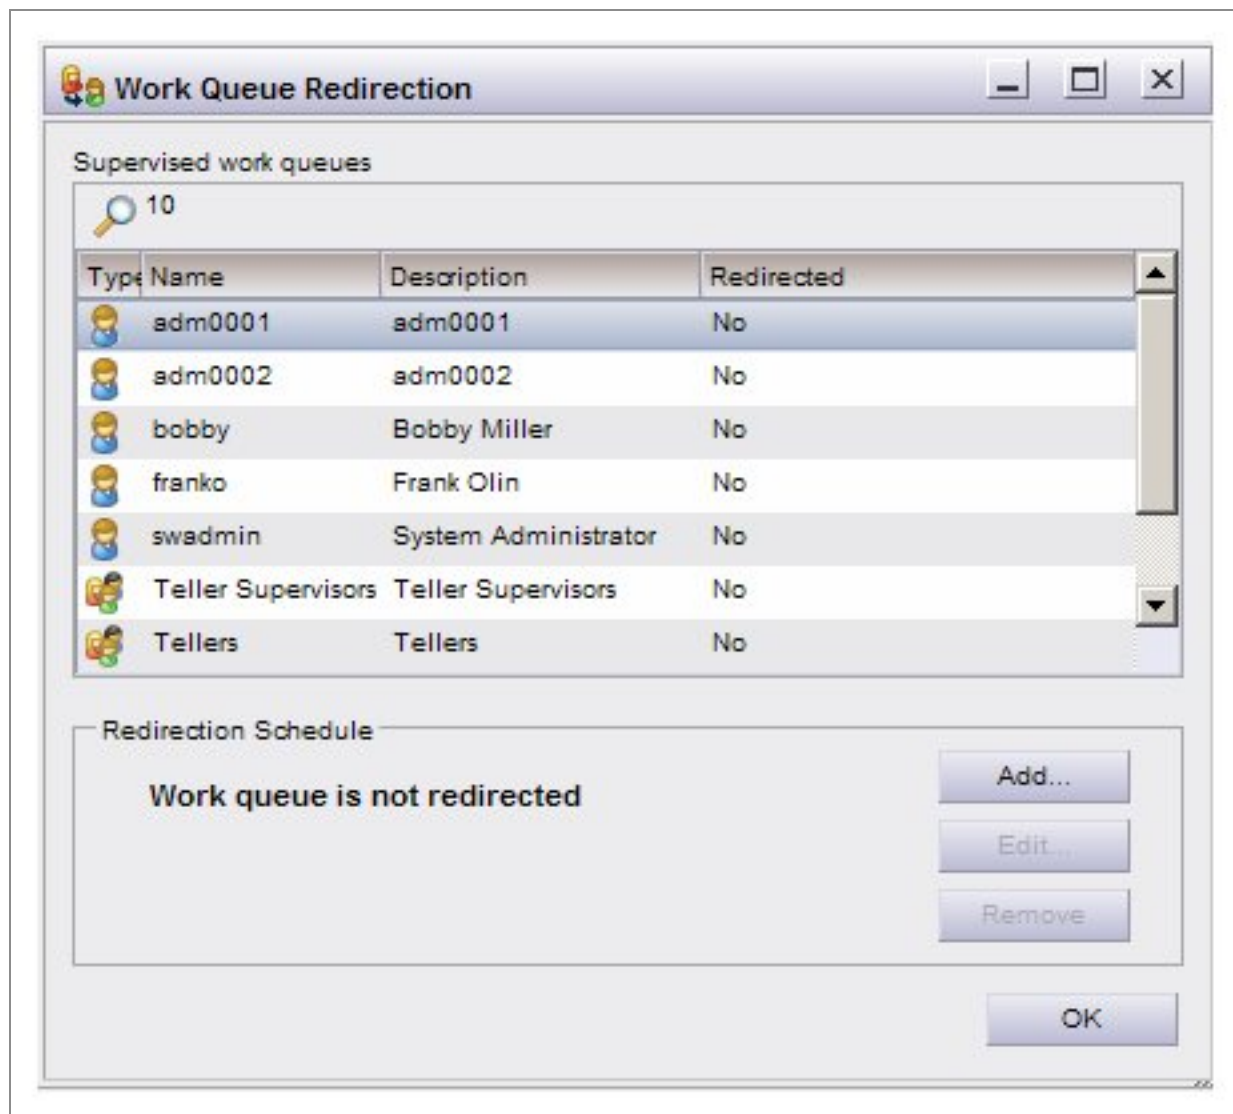 Work Queue Redirection
Supervised work queues
10
Type Name Description Redirected
adm0001 adm0001 No
adm0002 adm0002 No
bobby Bobby Miller No
franko Frank Olin No
swadmin System Administrator No
Teller Supervisors Teller Supervisors No
Tellers Tellers No
Redirection Schedule
Work queue is not redirected
Add...
Edit...
Remove
OK